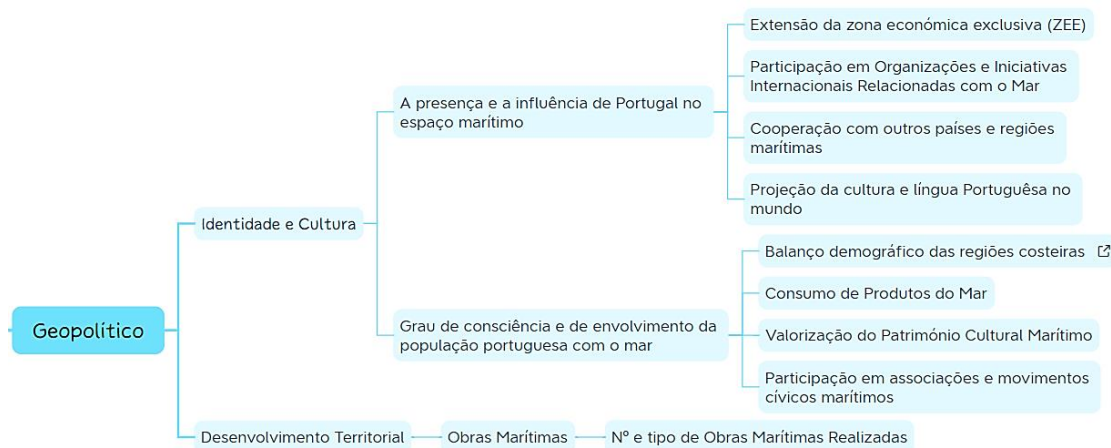 Extensão da zona económica exclusiva (ZEE)
Participação em Organizações e Iniciativas
Internacionais Relacionadas com o Mar
A presença e a influência de Portugal no
espaço marítimo
Cooperação com outros países e regiões
marítimas
Projeção da cultura e língua Portuguêsa no
mundo
Identidade e Cultura
Balanço demográfico das regiões costeiras
Consumo de Produtos do Mar
Geopolítico
Grau de consciência e de envolvimento da
população portuguesa com o mar
Valorização do Património Cultural Marítimo
Participação em associações e movimentos
cívicos marítimos
Desenvolvimento Territorial
Obras Marítimas
Nº e tipo de Obras Marítimas Realizadas